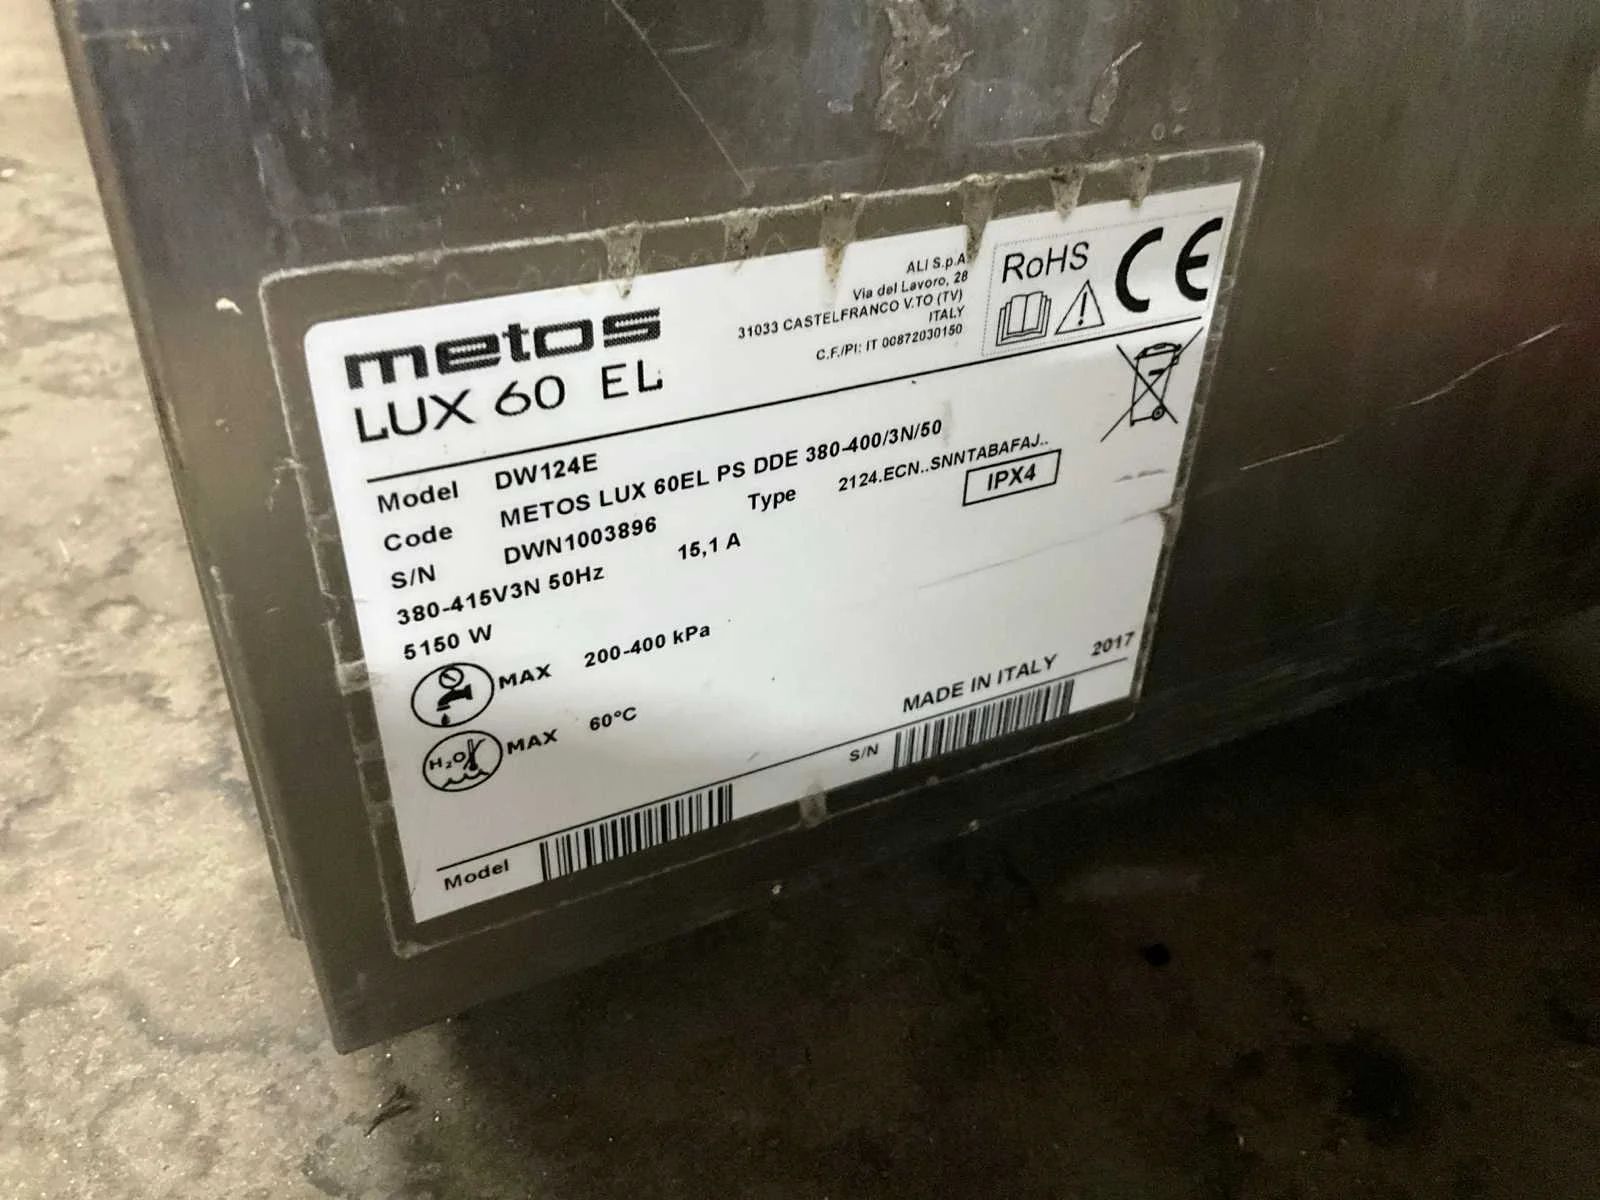 metos
LUX 60 EL
ALI S.p.A
Via del Lavoro, 28
31033 CASTELFRANCO V.TO (TV)
ITALY
C.F./PI: IT 00872030150
RoHS
CE
Model DW124E
Code METOS LUX 60EL PS DDE 380-400/3N/50
S/N DWN1003896 Type 2124.ECN..SNNTABAFAJ..
380-415V3N 50Hz 15,1 A IPX4
5150 W
MAX 200-400 kPa
H₂O MAX 60°C
MADE IN ITALY 2017
Model S/N